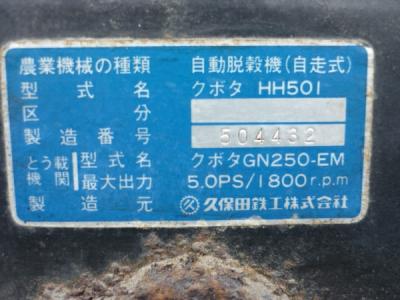 農業機械の種類 自動脱穀機(自走式)
型式名 クボタ HH501
区分
製造番号 504432
とう載機関 型式名 クボタGN250-EM
最大出力 5.0PS/1800r.p.m
製造元 久保田鉄工株式会社